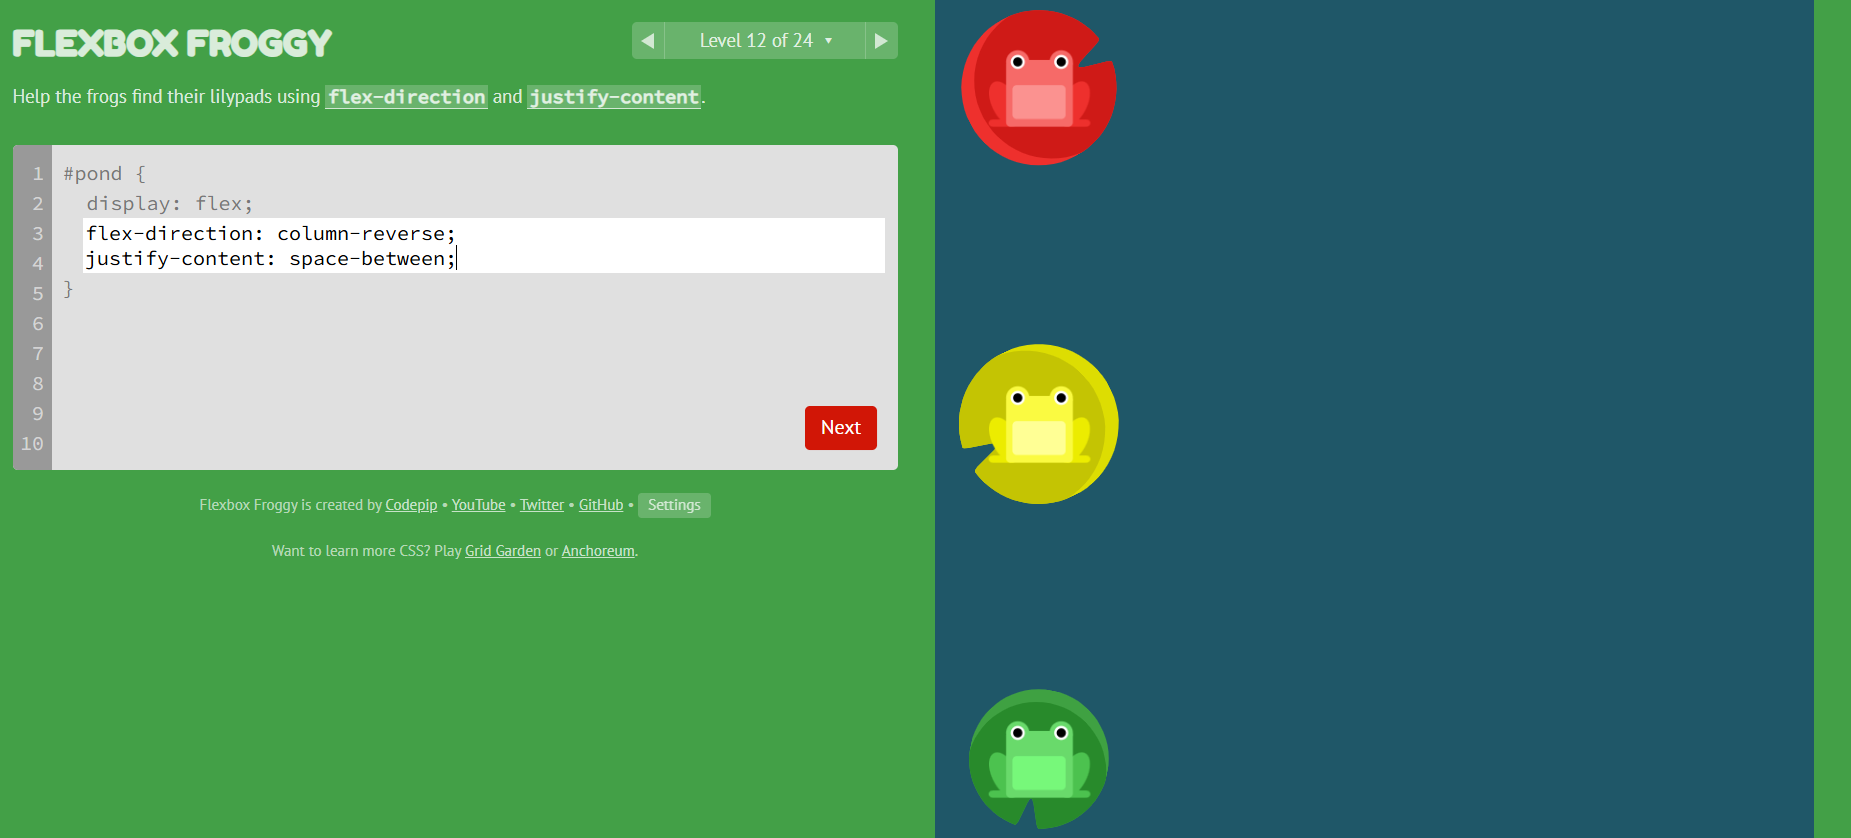 FLEXBOX FROGGY
◀ Level 12 of 24 ▼ ▶
Help the frogs find their lilypads using flex-direction and justify-content.
1 #pond {
2 display: flex;
3 flex-direction: column-reverse;
4 justify-content: space-between;
5 }
6
7
8
9
10
Next
Flexbox Froggy is created by Codepip • YouTube • Twitter • GitHub • Settings
Want to learn more CSS? Play Grid Garden or Anchoreum.